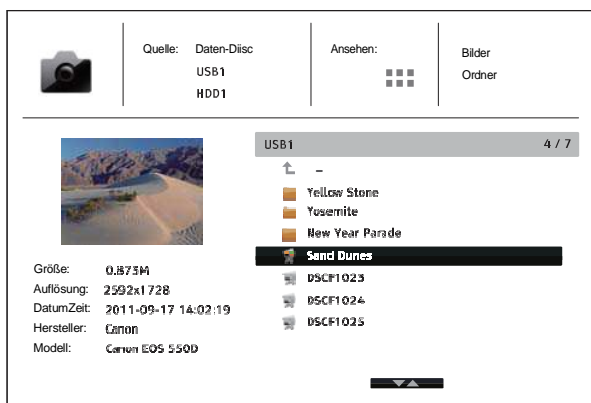 Quelle: Daten-Diisc
USB1
HDD1
Ansehen:
Bilder
Ordner
USB1 4 / 7
Yellow Stone
Yosemite
New Year Parade
Sand Dunes
DSCF1023
DSCF1024
DSCF1025
Größe: 0.873M
Auflösung: 2592x1728
DatumZeit: 2011-09-17 14:02:19
Hersteller: Canon
Modell: Canon EOS 550D